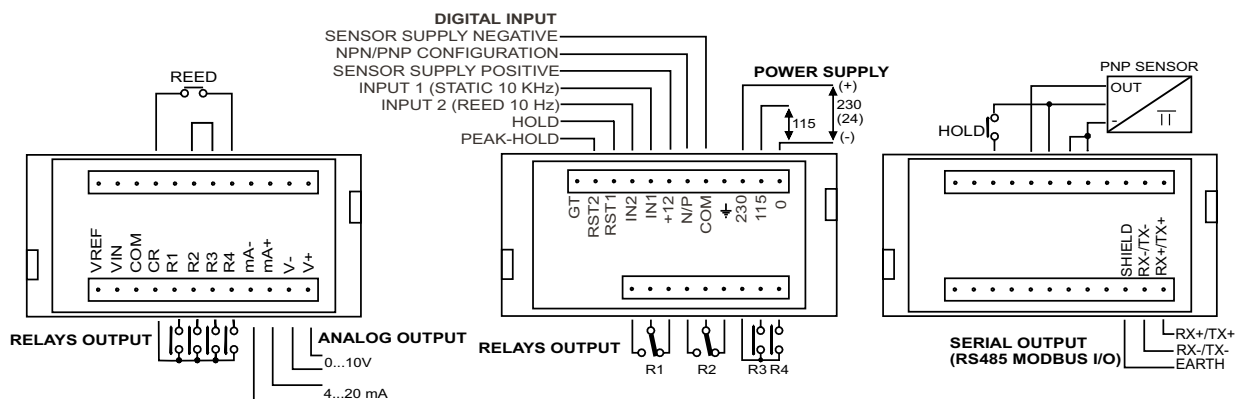 REED
VREF
VIN
COM
CR
R1
R2
R3
R4
mA-
mA+
V-
V+
RELAYS OUTPUT
ANALOG OUTPUT
0...10V
4...20 mA
DIGITAL INPUT
SENSOR SUPPLY NEGATIVE
NPN/PNP CONFIGURATION
SENSOR SUPPLY POSITIVE
INPUT 1 (STATIC 10 KHz)
INPUT 2 (REED 10 Hz)
HOLD
PEAK-HOLD
POWER SUPPLY
(+)
230
(24)
115
(-)
GT
RST2
RST1
IN2
IN1
+12
N/P
COM
230
115
0
RELAYS OUTPUT
R1
R2
R3 R4
PNP SENSOR
OUT
-
HOLD
SHIELD
RX-/TX-
RX+/TX+
SERIAL OUTPUT
(RS485 MODBUS I/O)
RX+/TX+
RX-/TX-
EARTH